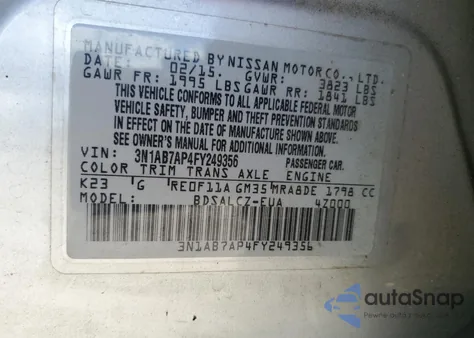 MANUFACTURED BY NISSAN MOTOR CO., LTD.
DATE: 02/15. GVWR: 3823 LBS
GAWR FR: 1995 LBS GAWR RR: 1841 LBS
THIS VEHICLE CONFORMS TO ALL APPLICABLE FEDERAL MOTOR
VEHICLE SAFETY, BUMPER AND THEFT PREVENTION STANDARDS
IN EFFECT ON THE DATE OF MANUFACTURE SHOWN ABOVE.
SEE OWNER'S MANUAL FOR ADDITIONAL INFORMATION.
VIN: 3N1AB7AP4FY249356
COLOR TRIM TRANS AXLE ENGINE
K23 G RE0F11A GM35 MRA8DE 1798 CC
MODEL: BDSALCZ-EUA 4Z000
3N1AB7AP4FY249356
autoSnap